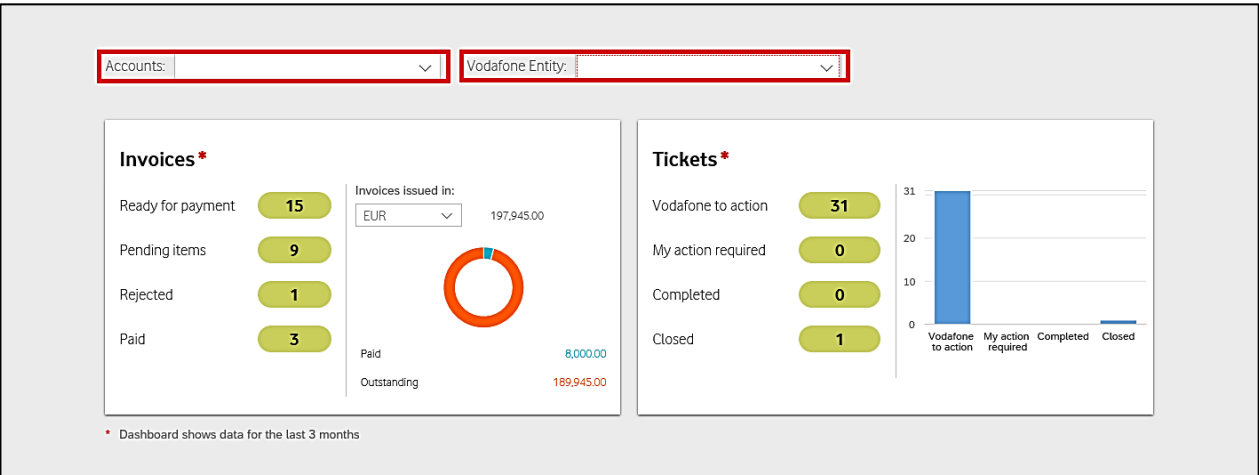 Accounts:
Vodafone Entity:
Invoices*
Ready for payment 15
Pending items 9
Rejected 1
Paid 3
Invoices issued in:
EUR 197,945.00
Paid 8,000.00
Outstanding 189,945.00
Tickets*
Vodafone to action 31
My action required 0
Completed 0
Closed 1
31
20
10
0
Vodafone to action
My action required
Completed
Closed
* Dashboard shows data for the last 3 months